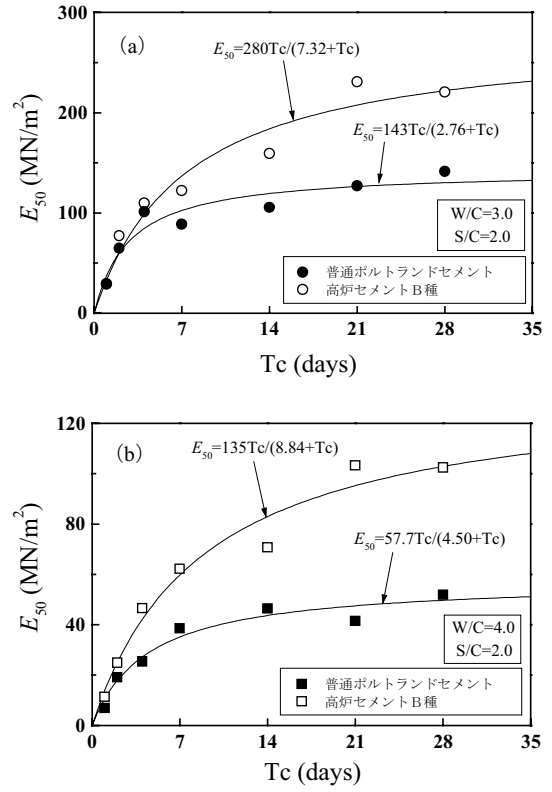 (a)
E50=280Tc/(7.32+Tc)
E50=143Tc/(2.76+Tc)
300
200
100
0
E50 (MN/m²)
W/C=3.0
S/C=2.0
● 普通ポルトランドセメント
○ 高炉セメントB種
0 7 14 21 28 35
Tc (days)
(b)
E50=135Tc/(8.84+Tc)
E50=57.7Tc/(4.50+Tc)
120
80
40
0
E50 (MN/m²)
W/C=4.0
S/C=2.0
■ 普通ポルトランドセメント
□ 高炉セメントB種
0 7 14 21 28 35
Tc (days)